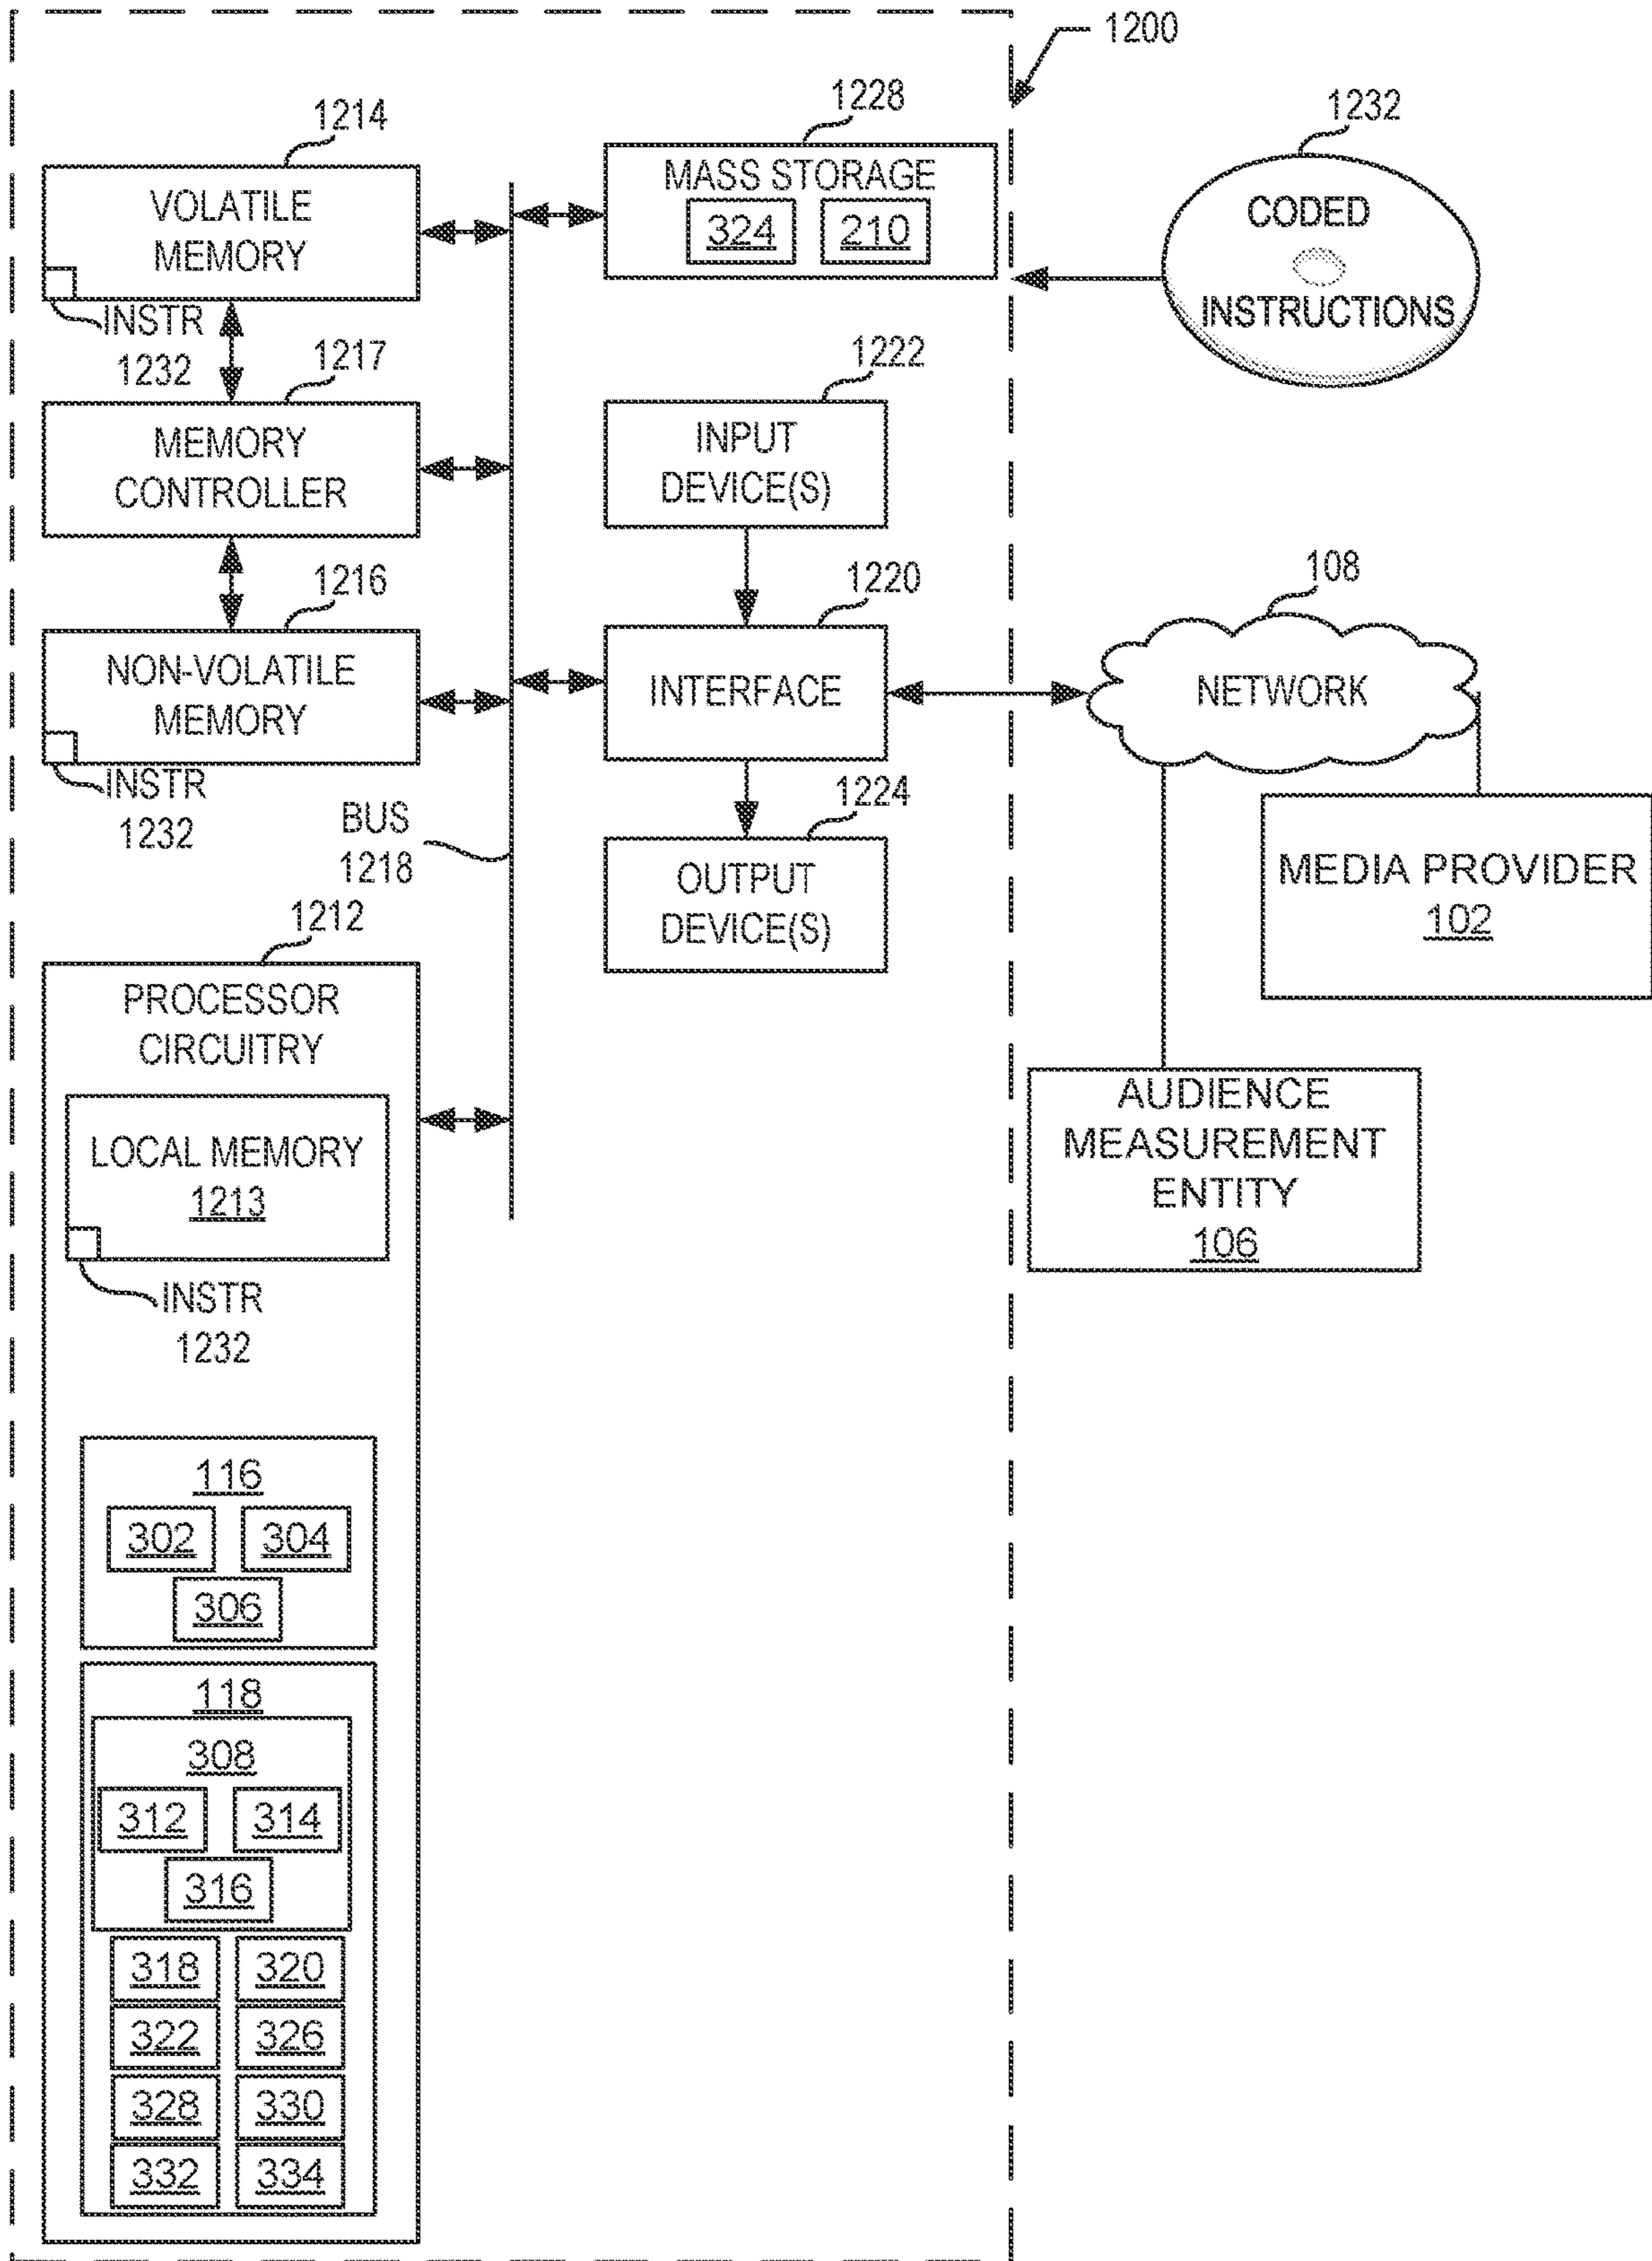 1200
1214
VOLATILE
MEMORY
INSTR
1232
1228
MASS STORAGE
324 210
1232
CODED
INSTRUCTIONS
1217
MEMORY
CONTROLLER
1222
INPUT
DEVICE(S)
1216
NON-VOLATILE
MEMORY
INSTR
1232
1220
INTERFACE
108
NETWORK
BUS
1218
1224
OUTPUT
DEVICE(S)
MEDIA PROVIDER
102
AUDIENCE
MEASUREMENT
ENTITY
106
1212
PROCESSOR
CIRCUITRY
LOCAL MEMORY
1213
INSTR
1232
116
302 304
306
118
308
312 314
316
318 320
322 326
328 330
332 334